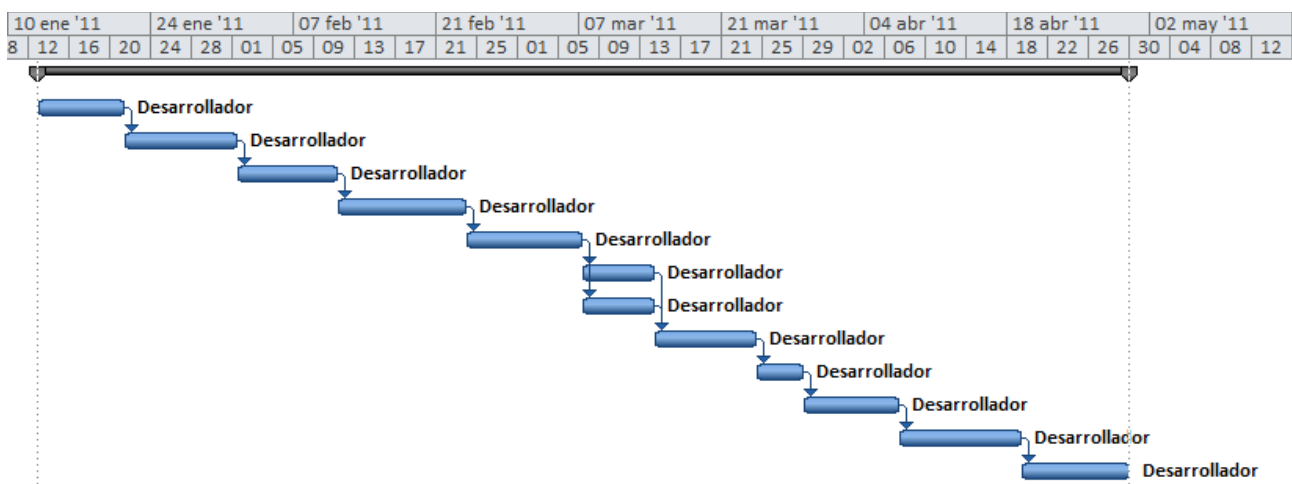 10 ene '11 24 ene '11 07 feb '11 21 feb '11 07 mar '11 21 mar '11 04 abr '11 18 abr '11 02 may '11
8 12 16 20 24 28 01 05 09 13 17 21 25 01 05 09 13 17 21 25 29 02 06 10 14 18 22 26 30 04 08 12
Desarrollador
Desarrollador
Desarrollador
Desarrollador
Desarrollador
Desarrollador
Desarrollador
Desarrollador
Desarrollador
Desarrollador
Desarrollador
Desarrollador